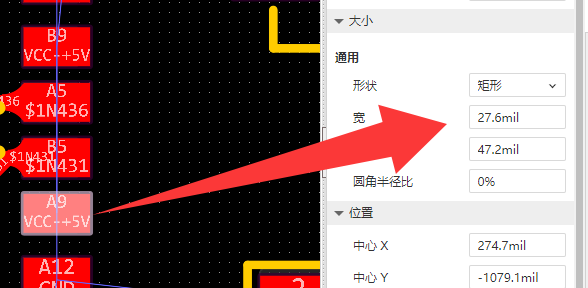 B9
VCC-+5V
A5
$1N436
436
B5
$1N431
$1N431
A9
VCC-+5V
A12
GND
2
大小
通用
形状
矩形
宽
27.6mil
47.2mil
圆角半径比
0%
位置
中心 X
274.7mil
中心 Y
-1079.1mil